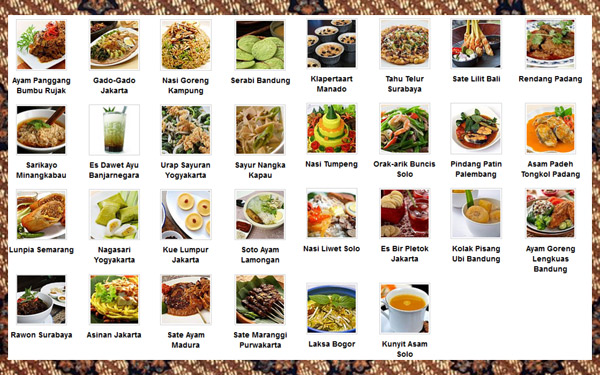 Ayam Panggang
Bumbu Rujak
Gado-Gado
Jakarta
Nasi Goreng
Kampung
Serabi Bandung
Klapertaart
Manado
Tahu Telur
Surabaya
Sate Lilit Bali
Rendang Padang
Sarikayo
Minangkabau
Es Dawet Ayu
Banjarnegara
Urap Sayuran
Yogyakarta
Sayur Nangka
Kapau
Nasi Tumpeng
Orak-arik Buncis
Solo
Pindang Patin
Palembang
Asam Padeh
Tongkol Padang
Lunpia Semarang
Nagasari
Yogyakarta
Kue Lumpur
Jakarta
Soto Ayam
Lamongan
Nasi Liwet Solo
Es Bir Pletok
Jakarta
Kolak Pisang
Ubi Bandung
Ayam Goreng
Lengkuas
Bandung
Rawon Surabaya
Asinan Jakarta
Sate Ayam
Madura
Sate Maranggi
Purwakarta
Laksa Bogor
Kunyit Asam
Solo